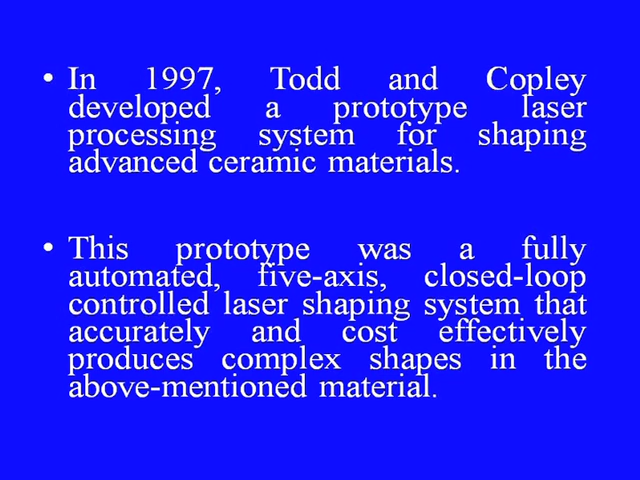 • In 1997, Todd and Copley
developed a prototype laser
processing system for shaping
advanced ceramic materials.
• This prototype was a fully
automated, five-axis, closed-loop
controlled laser shaping system that
accurately and cost effectively
produces complex shapes in the
above-mentioned material.